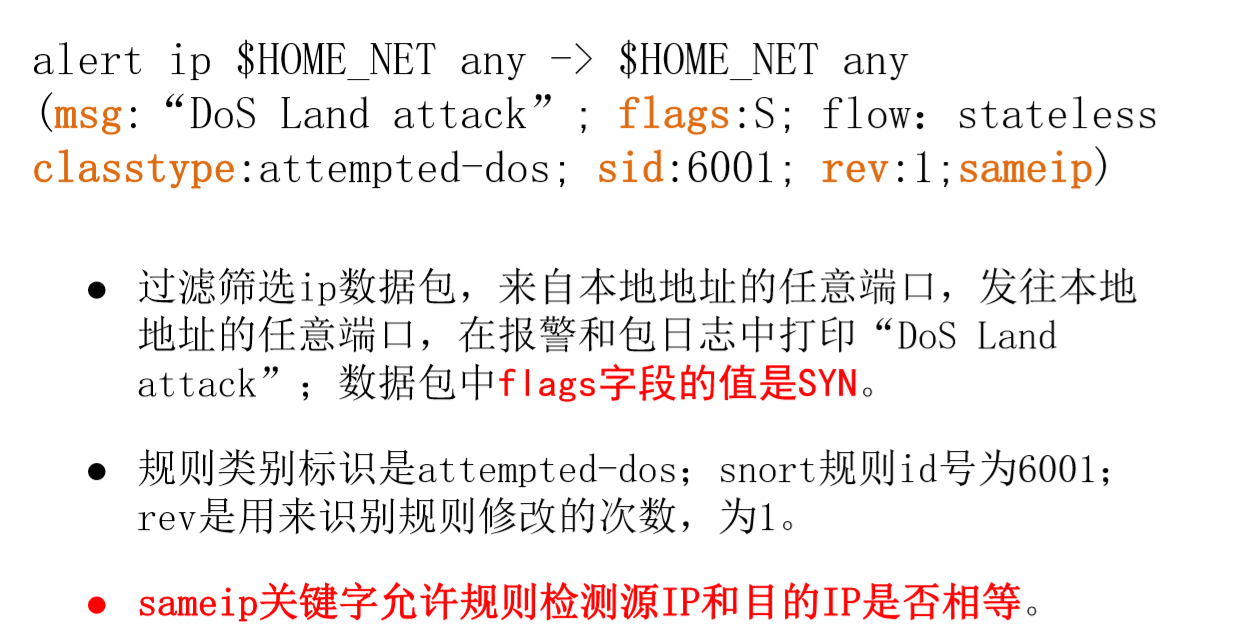 alert ip $HOME_NET any -> $HOME_NET any
(msg:“DoS Land attack”; flags:S; flow：stateless
classtype:attempted-dos; sid:6001; rev:1;sameip)
● 过滤筛选ip数据包，来自本地地址的任意端口，发往本地
地址的任意端口，在报警和包日志中打印“DoS Land
attack”；数据包中flags字段的值是SYN。
● 规则类别标识是attempted-dos；snort规则id号为6001；
rev是用来识别规则修改的次数，为1。
● sameip关键字允许规则检测源IP和目的IP是否相等。